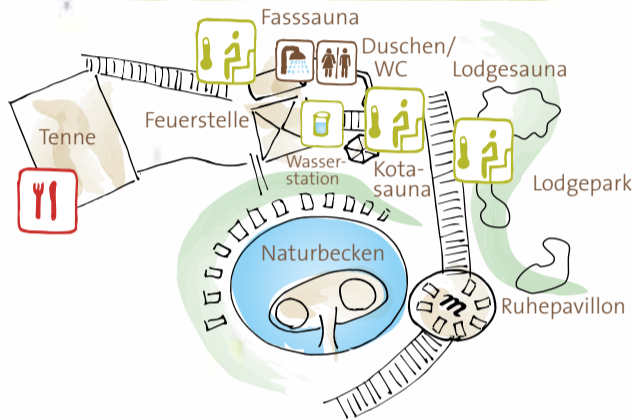 Fasssauna
Duschen/
WC
Lodgesauna
Feuerstelle
Tenne
Wasser-
station
Kota-
sauna
Lodgepark
Naturbecken
Ruhepavillon
m